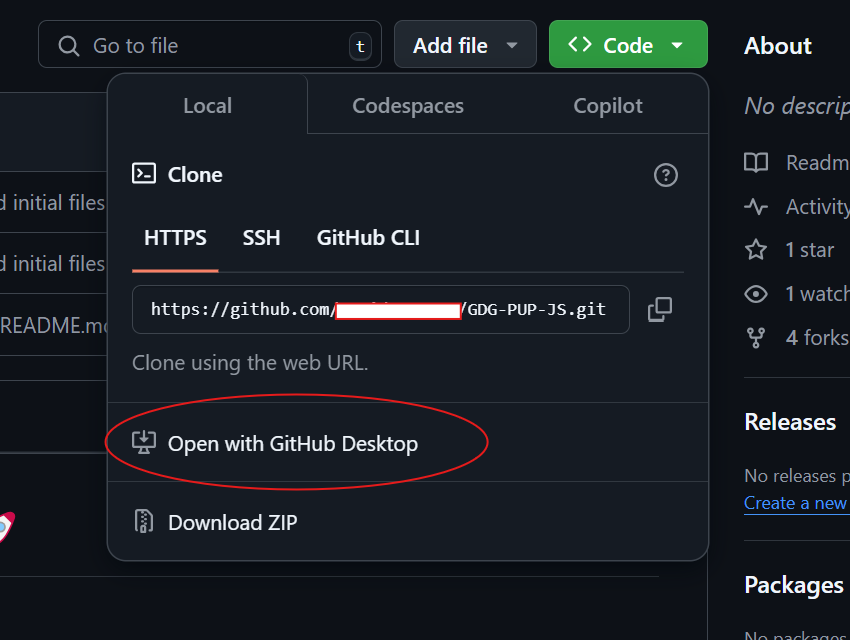 Go to file
t
Add file
<> Code
About
No descrip
Local
Codespaces
Copilot
Clone
?
Readm
d initial files
HTTPS
SSH
GitHub CLI
Activity
1 star
d initial files
https://github.com/
/GDG-PUP-JS.git
1 watch
README.md
4 forks
Clone using the web URL.
Releases
Open with GitHub Desktop
No releases p
Create a new
Download ZIP
Packages
No packages